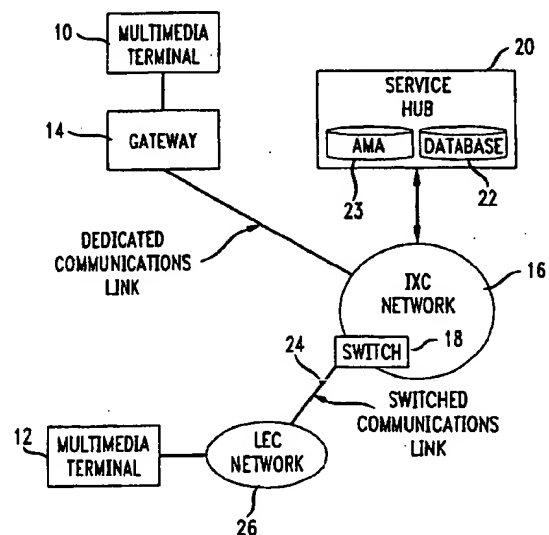 10
MULTIMEDIA
TERMINAL
14
GATEWAY
20
SERVICE
HUB
AMA
DATABASE
23
22
DEDICATED
COMMUNICATIONS
LINK
IXC
NETWORK
16
SWITCH
18
24
SWITCHED
COMMUNICATIONS
LINK
12
MULTIMEDIA
TERMINAL
LEC
NETWORK
26